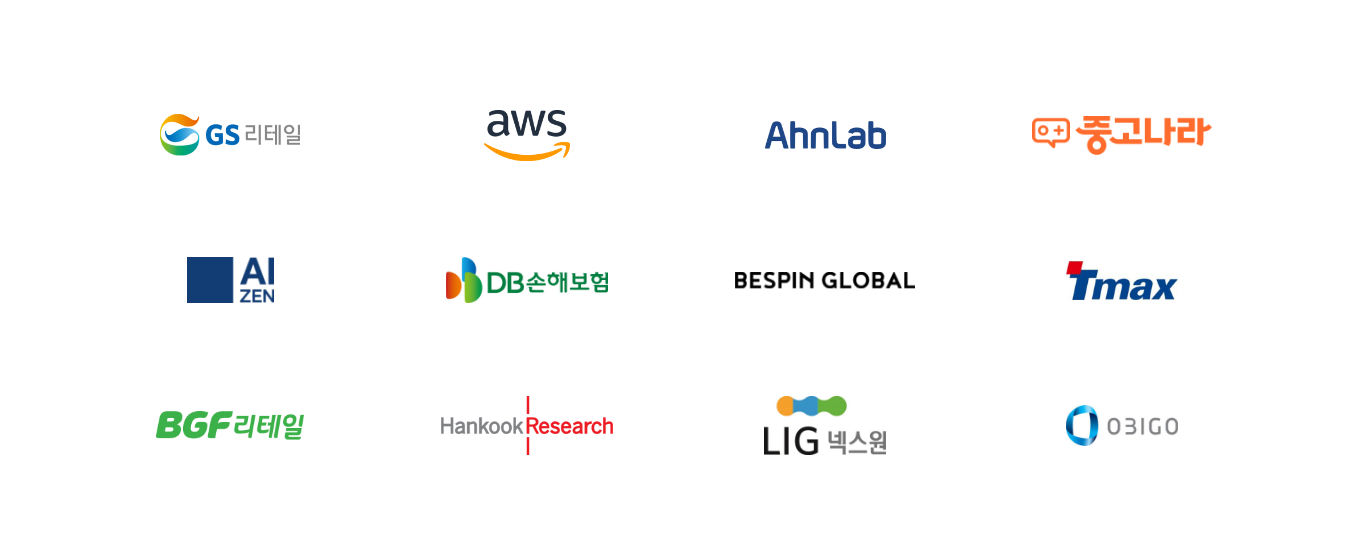 GS 리테일
aws
AhnLab
중고나라
AI
ZEN
DB손해보험
BESPIN GLOBAL
Tmax
BGF리테일
Hankook Research
LIG 넥스원
OBIGO